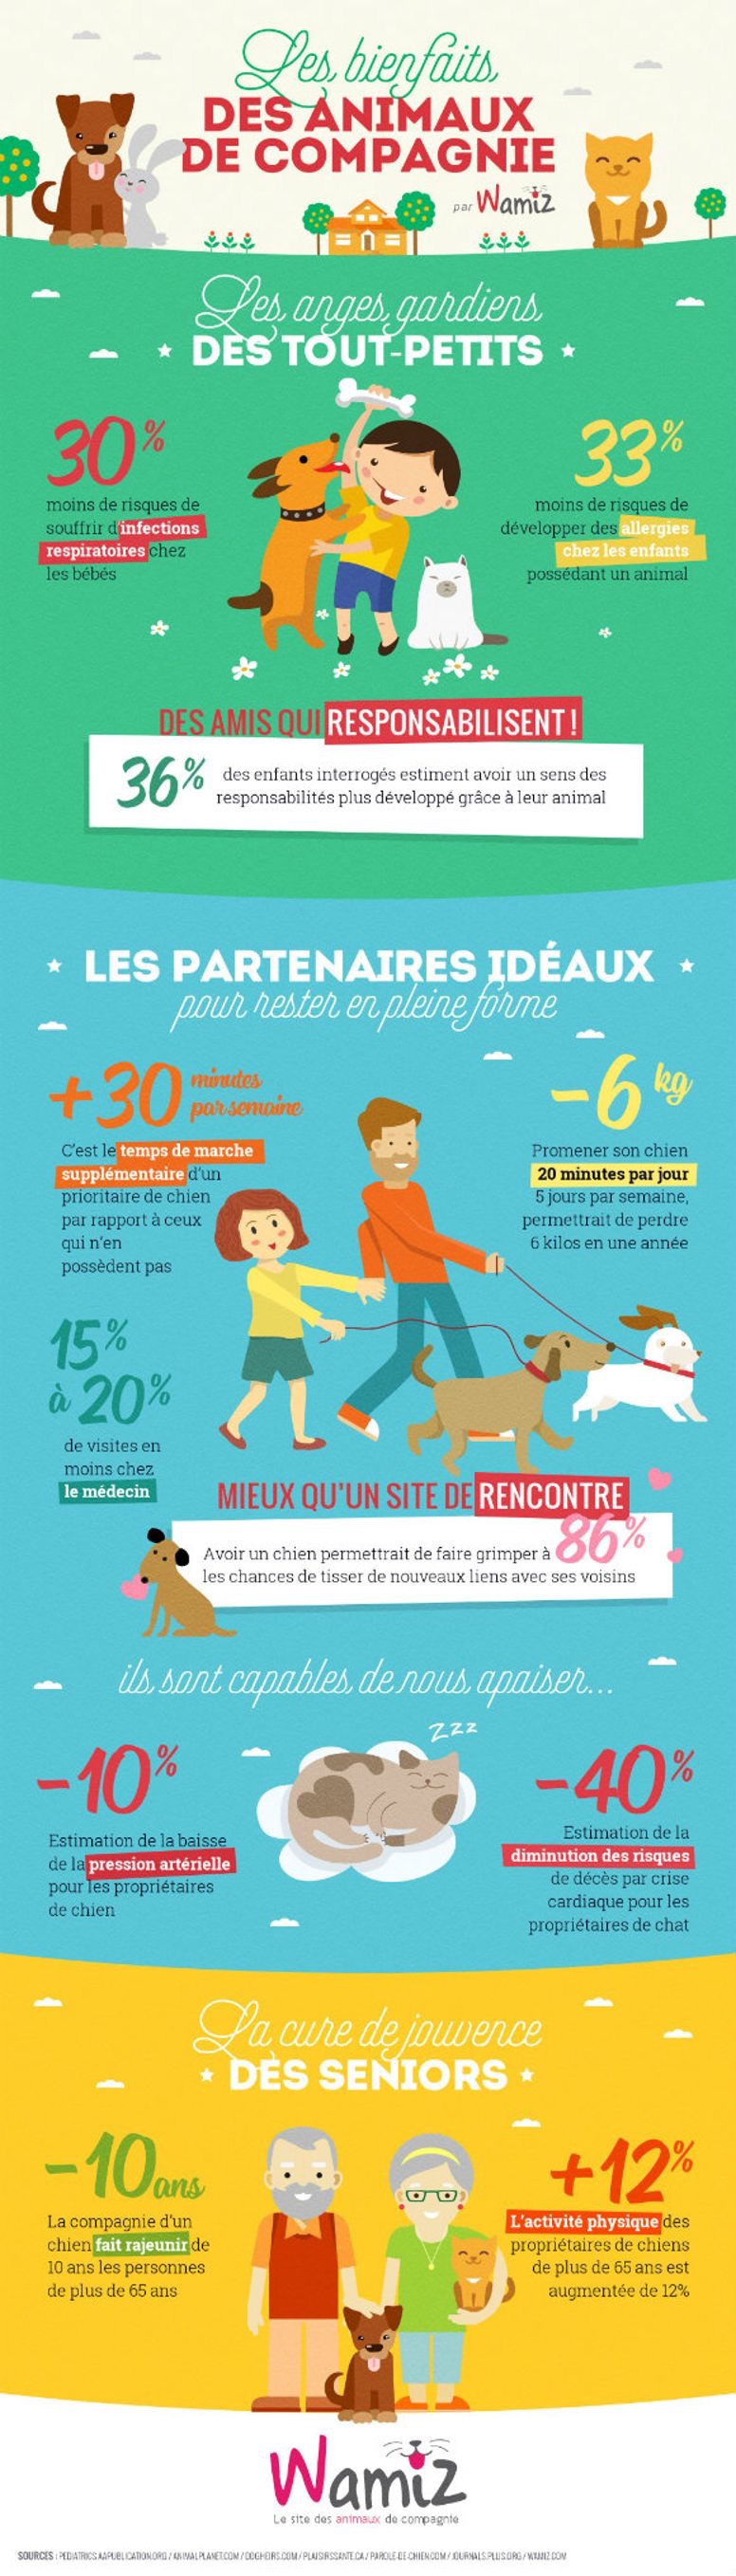 Les bienfaits
DES ANIMAUX
DE COMPAGNIE
par Wamiz
Les anges gardiens
DES TOUT-PETITS
30%
moins de risques de
souffrir d'infections
respiratoires chez
les bébés
33%
moins de risques de
développer des allergies
chez les enfants
possédant un animal
DES AMIS QUI RESPONSABILISENT !
36% des enfants interrogés estiment avoir un sens des
responsabilités plus développé grâce à leur animal
LES PARTENAIRES IDÉAUX
pour rester en pleine forme
+30 minutes
par semaine
C'est le temps de marche
supplémentaire d'un
prioritaire de chien
par rapport à ceux
qui n'en
possèdent pas
-6 kg
Promener son chien
20 minutes par jour
5 jours par semaine,
permettrait de perdre
6 kilos en une année
15%
à 20%
de visites en
moins chez
le médecin
MIEUX QU'UN SITE DE RENCONTRE
Avoir un chien permettrait de faire grimper à 86%
les chances de tisser de nouveaux liens avec ses voisins
ils sont capables de nous apaiser...
zzz
-10%
Estimation de la baisse
de la pression artérielle
pour les propriétaires
de chien
-40%
Estimation de la
diminution des risques
de décès par crise
cardiaque pour les
propriétaires de chat
La cure de jouvence
DES SENIORS
-10 ans
La compagnie d'un
chien fait rajeunir de
10 ans les personnes
de plus de 65 ans
+12%
L'activité physique des
propriétaires de chiens
de plus de 65 ans est
augmentée de 12%
Wamiz
Le site des animaux de compagnie
SOURCES : PEDIATRICS.AAPUBLICATION.ORG / ANIMALPLANET.COM / DOGHEIRS.COM / PLAISIRSSANTE.CA / PAROLE-DE-CHIEN.COM / JOURNALS.PLUS.ORG / WAMIZ.COM